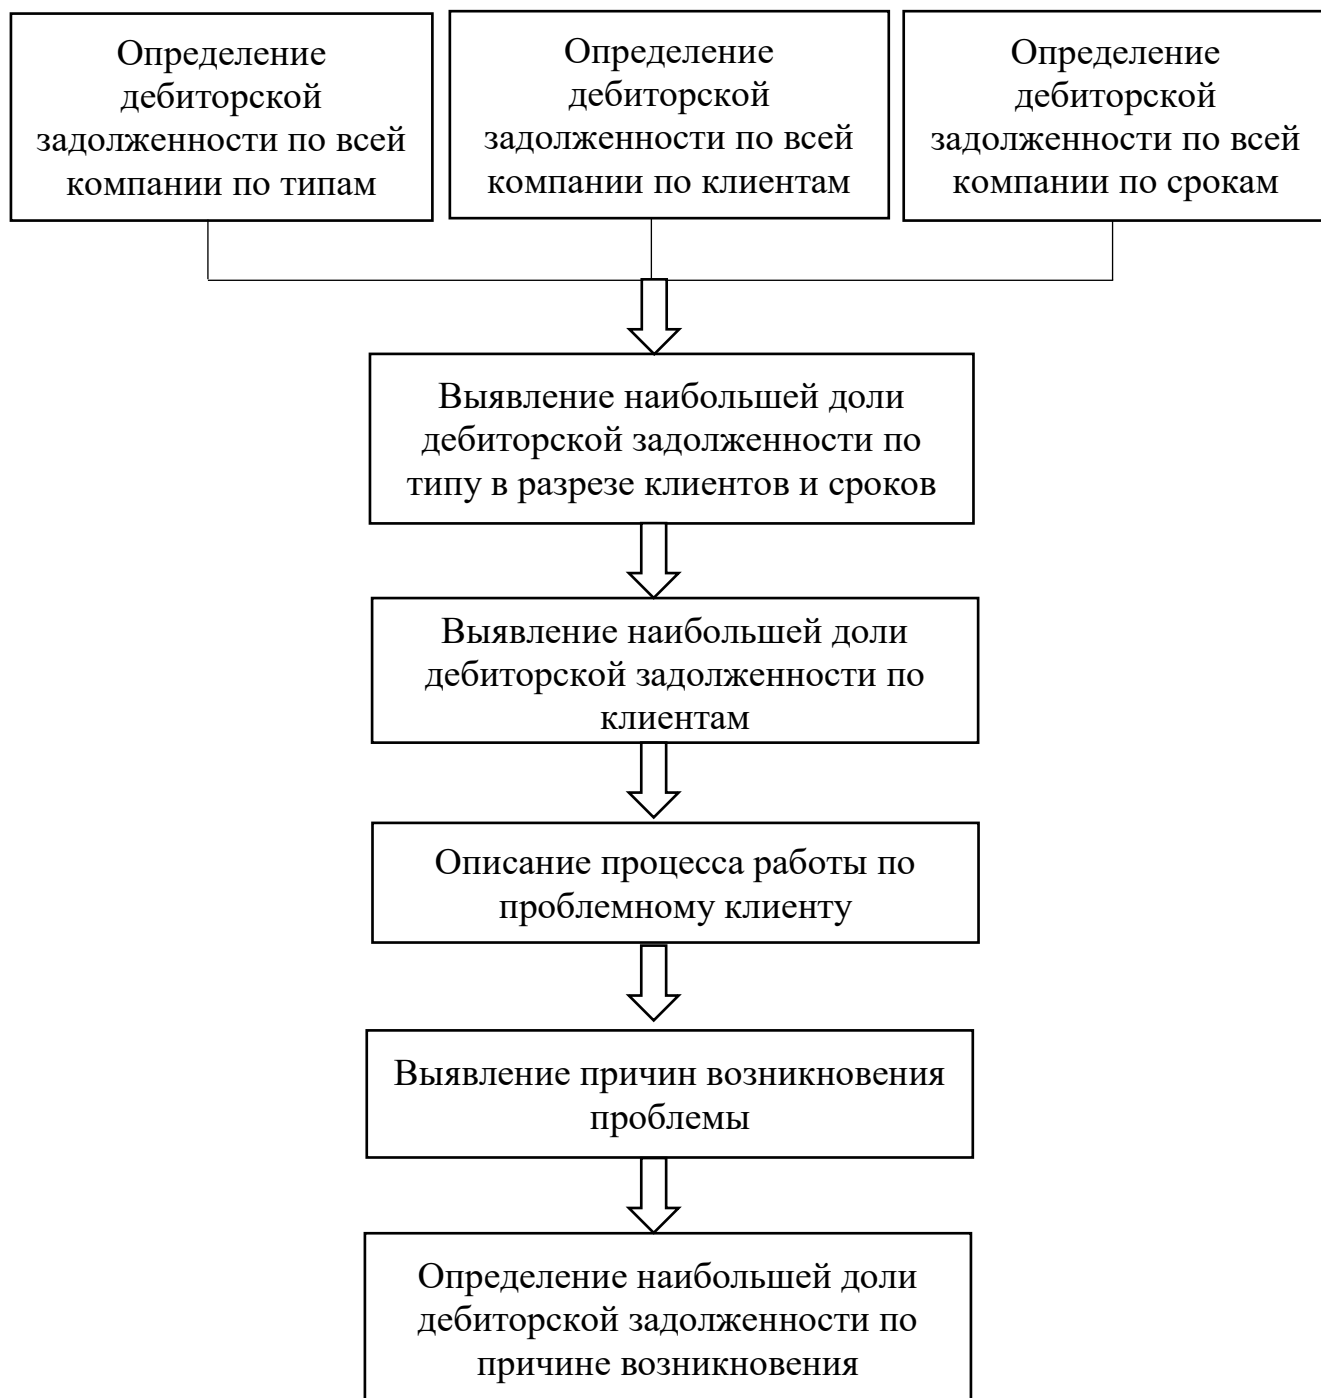 Определение
дебиторской
задолженности по всей
компании по типам
Определение
дебиторской
задолженности по всей
компании по клиентам
Определение
дебиторской
задолженности по всей
компании по срокам
Выявление наибольшей доли
дебиторской задолженности по
типу в разрезе клиентов и сроков
Выявление наибольшей доли
дебиторской задолженности по
клиентам
Описание процесса работы по
проблемному клиенту
Выявление причин возникновения
проблемы
Определение наибольшей доли
дебиторской задолженности по
причине возникновения